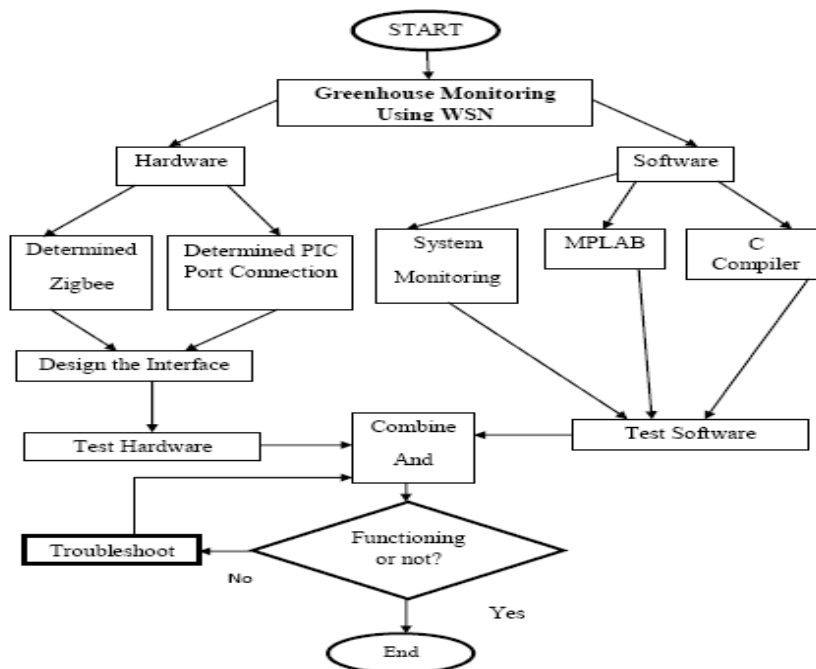 START
Greenhouse Monitoring
Using WSN
Hardware
Software
Determined
Zigbee
Determined PIC
Port Connection
System
Monitoring
MPLAB
C
Compiler
Design the Interface
Test Hardware
Combine
And
Test Software
Troubleshoot
Functioning
or not?
No
Yes
End